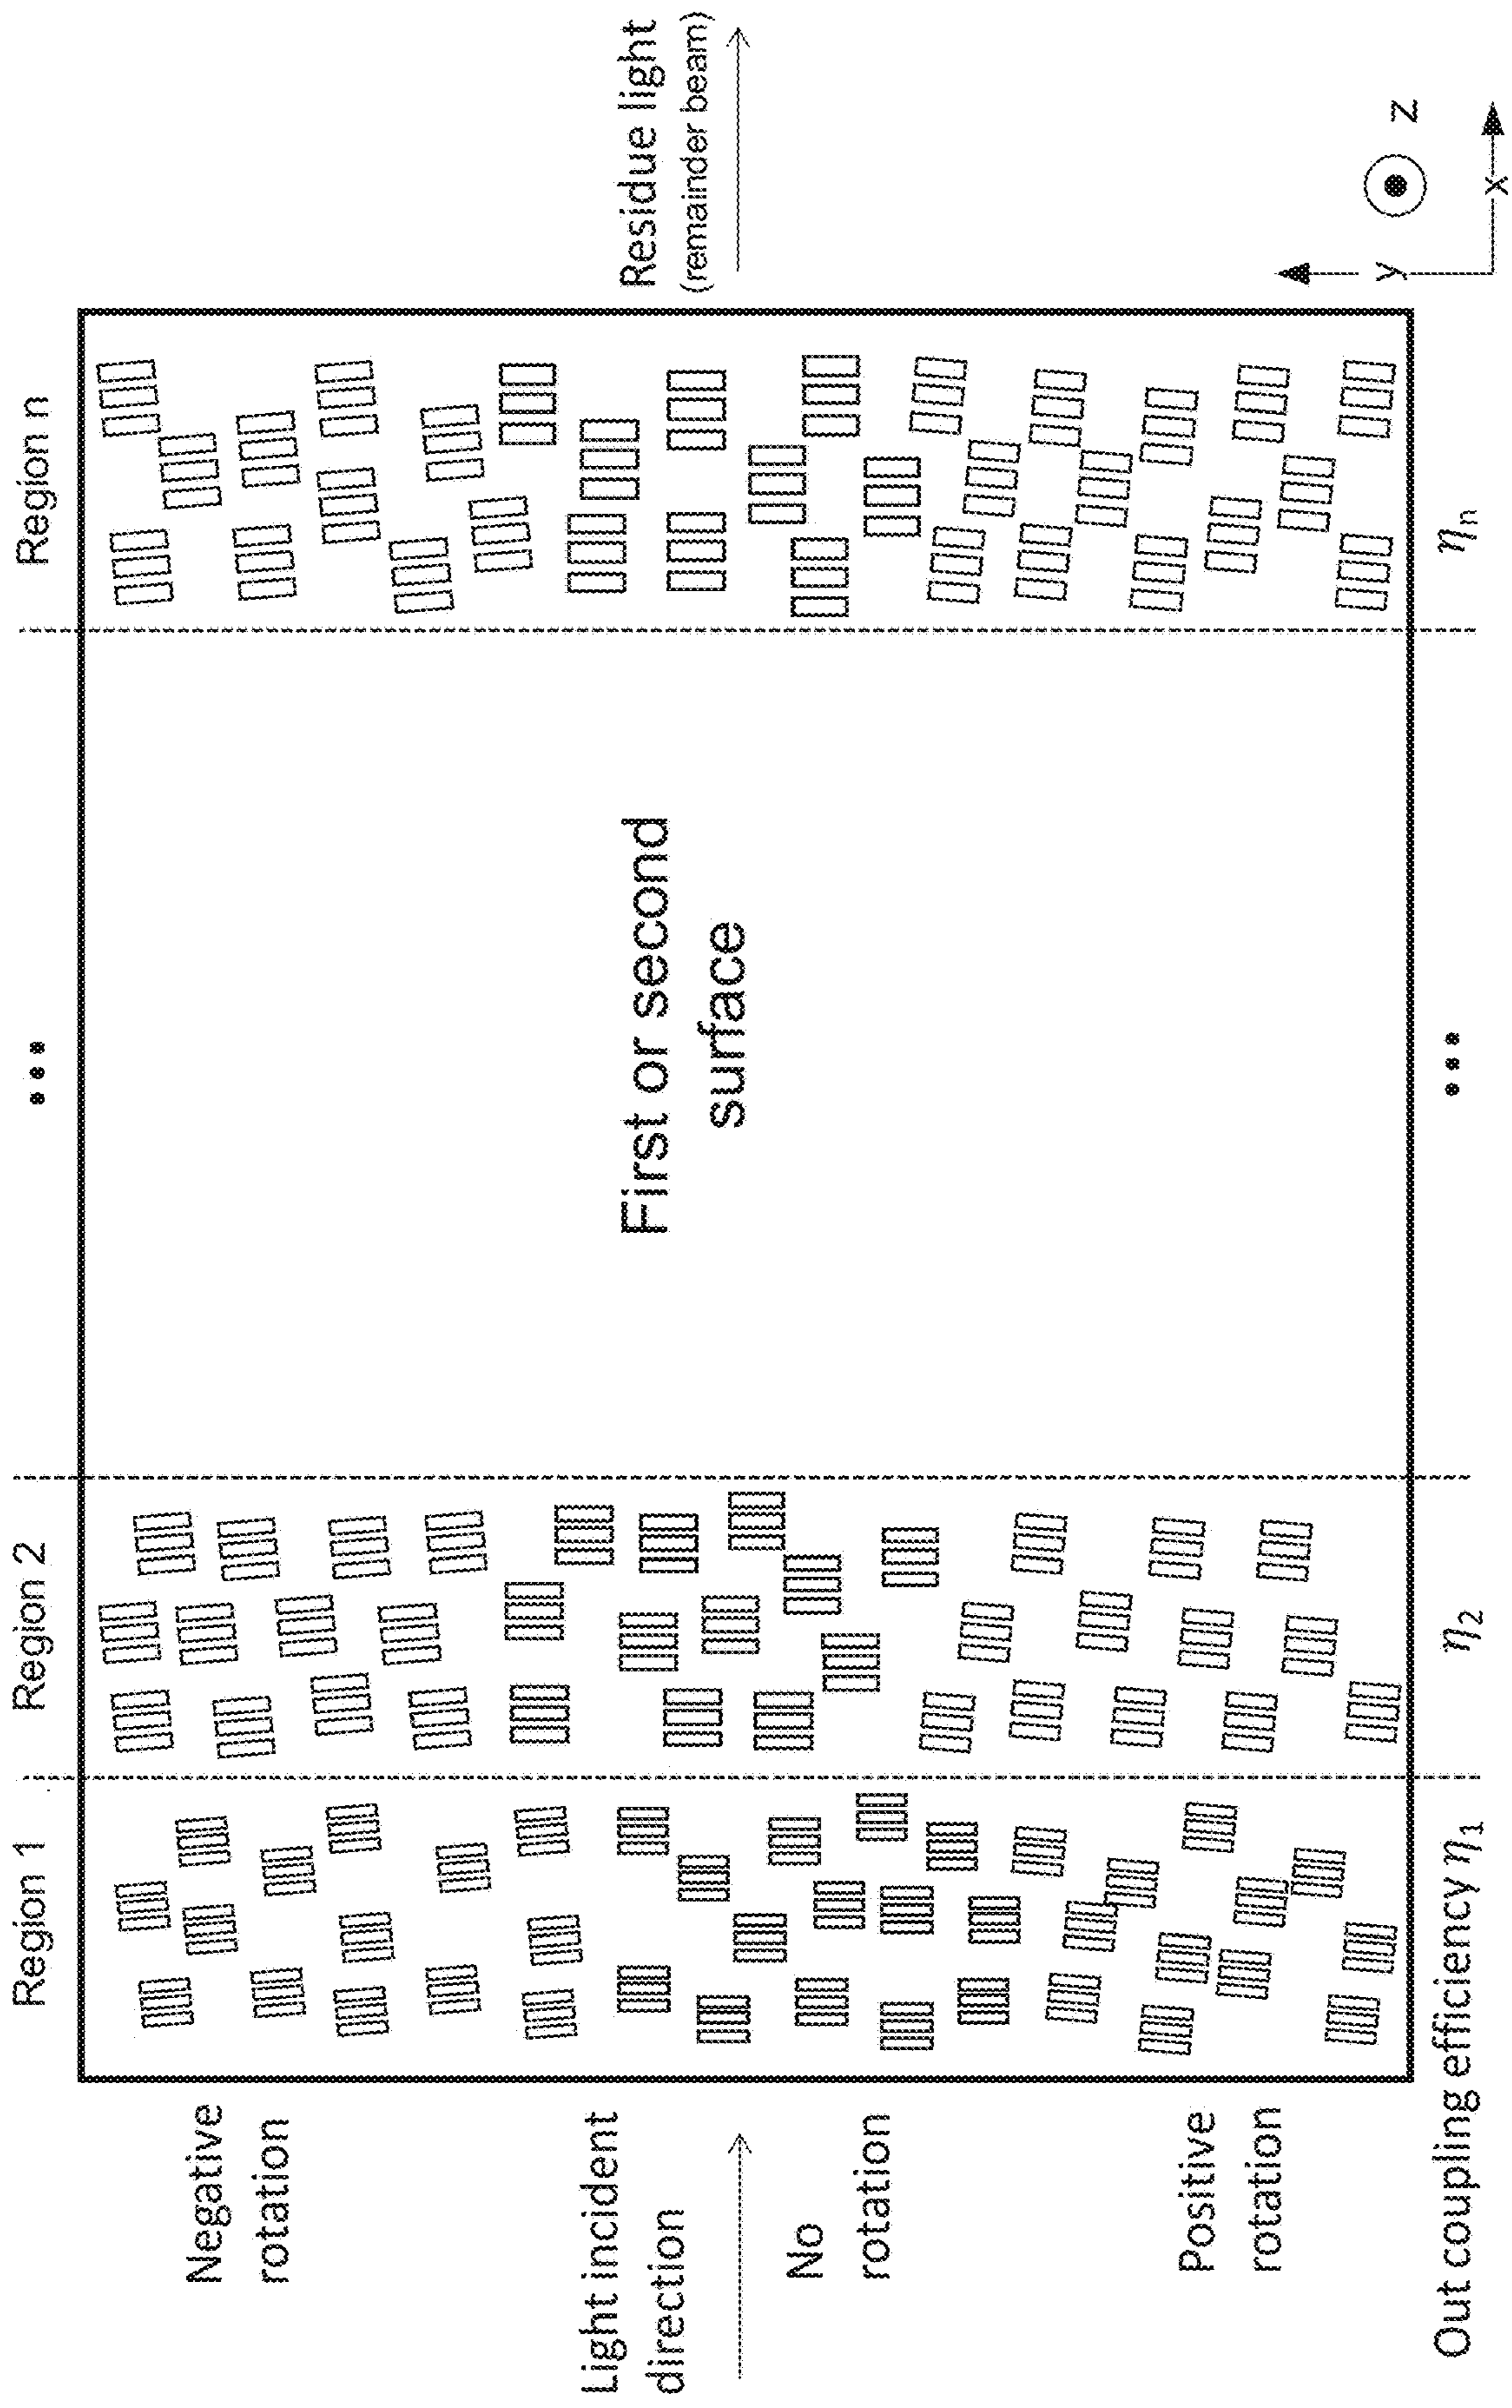 Region 1
Region 2
...
Region n
Negative
rotation
Light incident
direction
No
rotation
Positive
rotation
First or second
surface
Residue light
(remainder beam)
y
z
x
Out coupling efficiency η1
η2
...
ηn